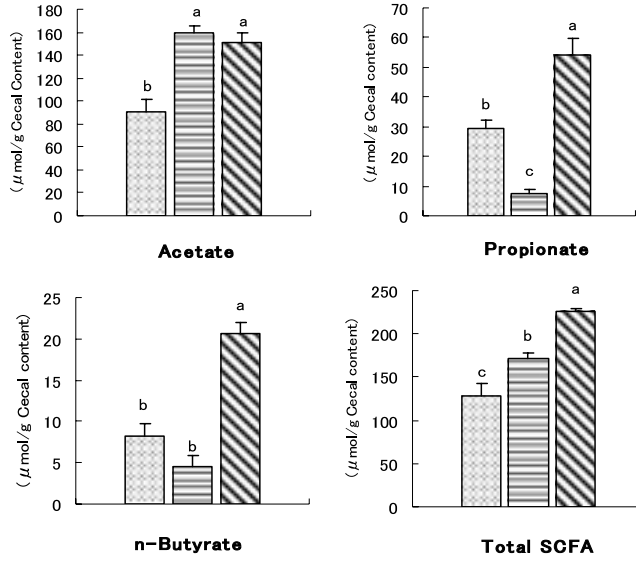 (μmol/g Cecal Content)
180
160
140
120
100
80
60
40
20
0
b
a
a
Acetate
(μmol/g Cecal content)
70
60
50
40
30
20
10
0
b
c
a
Propionate
(μmol/g Cecal content)
25
20
15
10
5
0
b
b
a
n-Butyrate
(μmol/g Cecal content)
250
200
150
100
50
0
c
b
a
Total SCFA